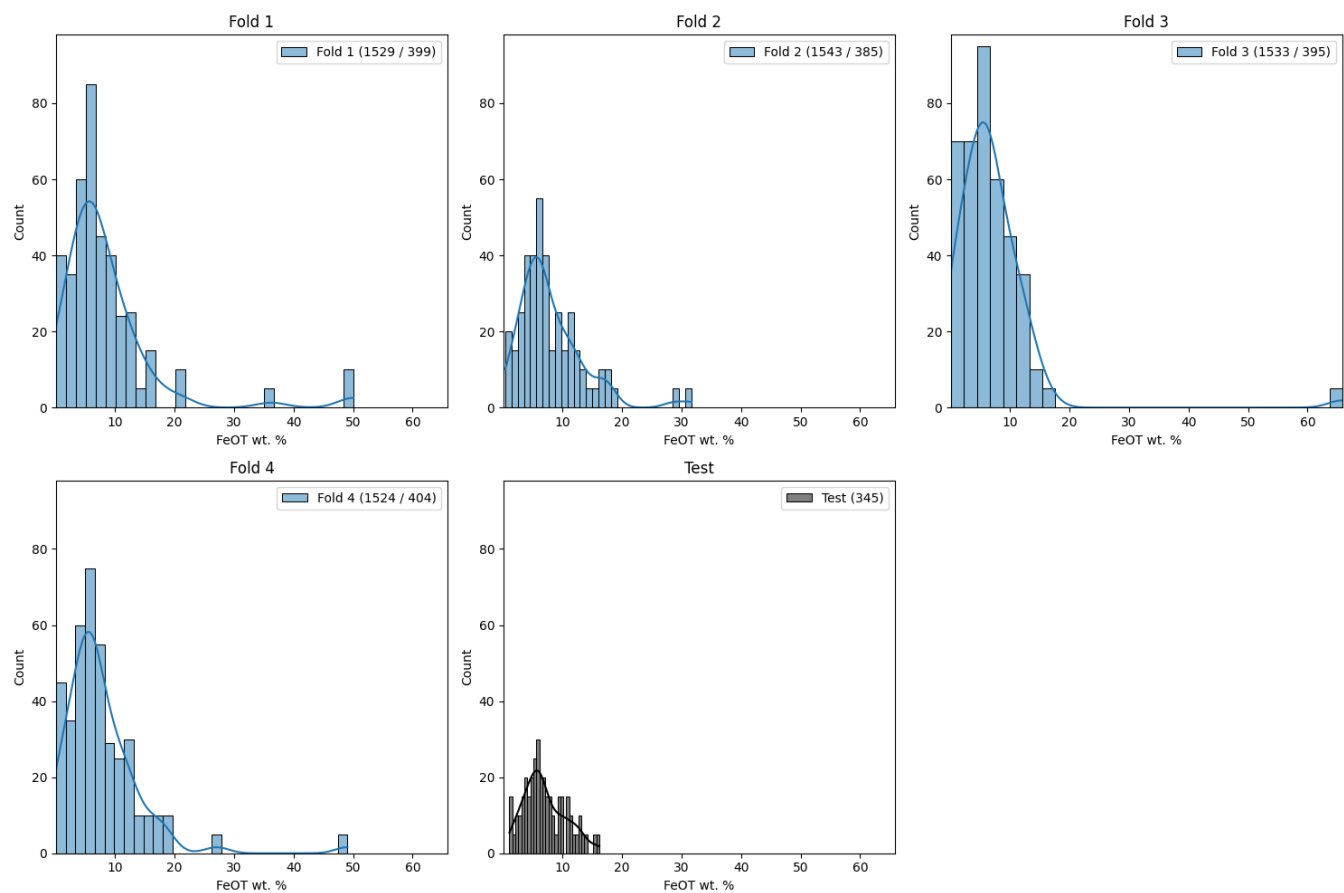 Fold 1
Fold 2
Fold 3
Fold 1 (1529 / 399)
Fold 2 (1543 / 385)
Fold 3 (1533 / 395)
Count
80
60
40
20
0
10
20
30
40
50
60
FeOT wt. %
Count
80
60
40
20
0
10
20
30
40
50
60
FeOT wt. %
Count
80
60
40
20
0
10
20
30
40
50
60
FeOT wt. %
Fold 4
Test
Fold 4 (1524 / 404)
Test (345)
Count
80
60
40
20
0
10
20
30
40
50
60
FeOT wt. %
Count
80
60
40
20
0
10
20
30
40
50
60
FeOT wt. %